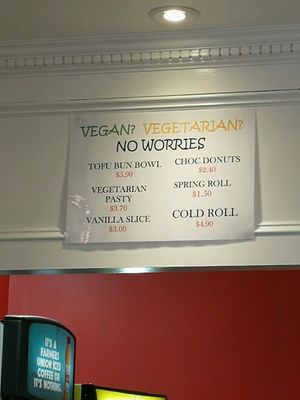 VEGAN? VEGETARIAN?
NO WORRIES
TOFU BUN BOWL
$5.90
CHOC DONUTS
$2.40
VEGETARIAN
PASTY
$3.70
SPRING ROLL
$1.50
VANILLA SLICE
$3.00
COLD ROLL
$4.90
IT'S A
FARMERS
UNION ICED
COFFEE OR
IT'S NOTHING